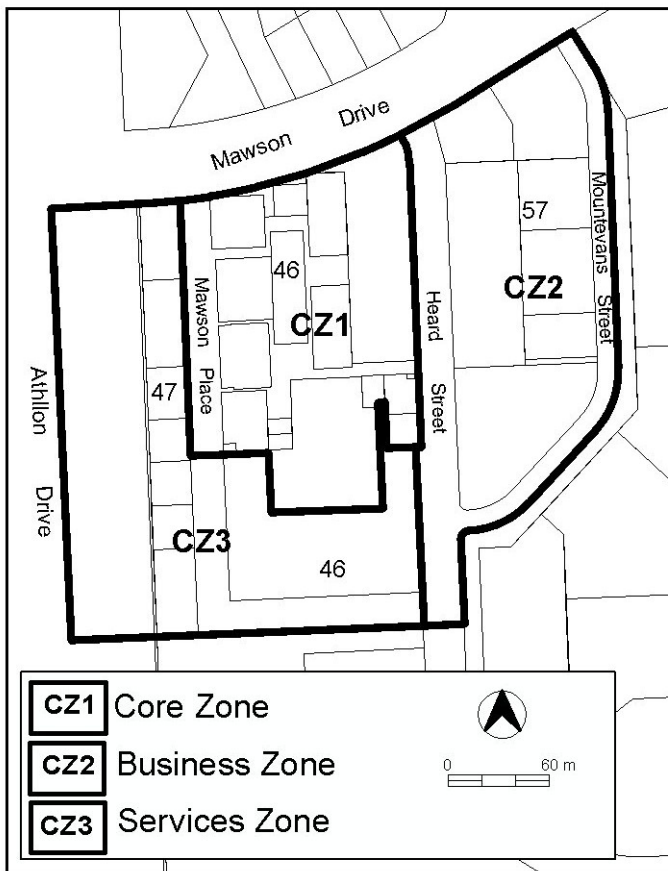 Mawson Drive
57
Mountevans Street
46
CZ2
Mawson Place
CZ1
Heard Street
Athllon Drive
47
CZ3
46
CZ1 Core Zone
CZ2 Business Zone
CZ3 Services Zone
0 60 m